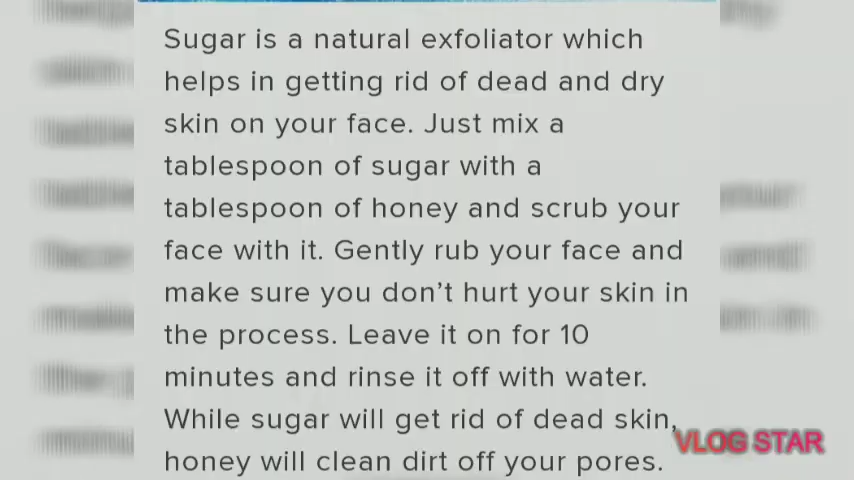 Sugar is a natural exfoliator which
helps in getting rid of dead and dry
skin on your face. Just mix a
tablespoon of sugar with a
tablespoon of honey and scrub your
face with it. Gently rub your face and
make sure you don’t hurt your skin in
the process. Leave it on for 10
minutes and rinse it off with water.
While sugar will get rid of dead skin,
honey will clean dirt off your pores.
VLOG STAR